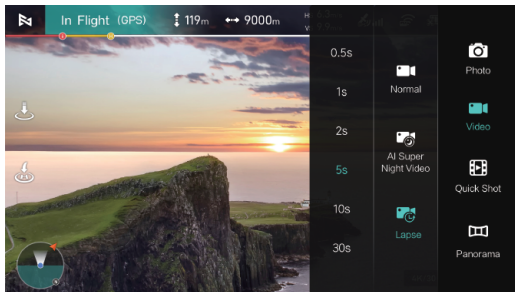 In Flight (GPS) 119m 9000m
0.5s
1s
2s
5s
10s
30s
Normal
AI Super
Night Video
Lapse
Photo
Video
Quick Shot
Panorama